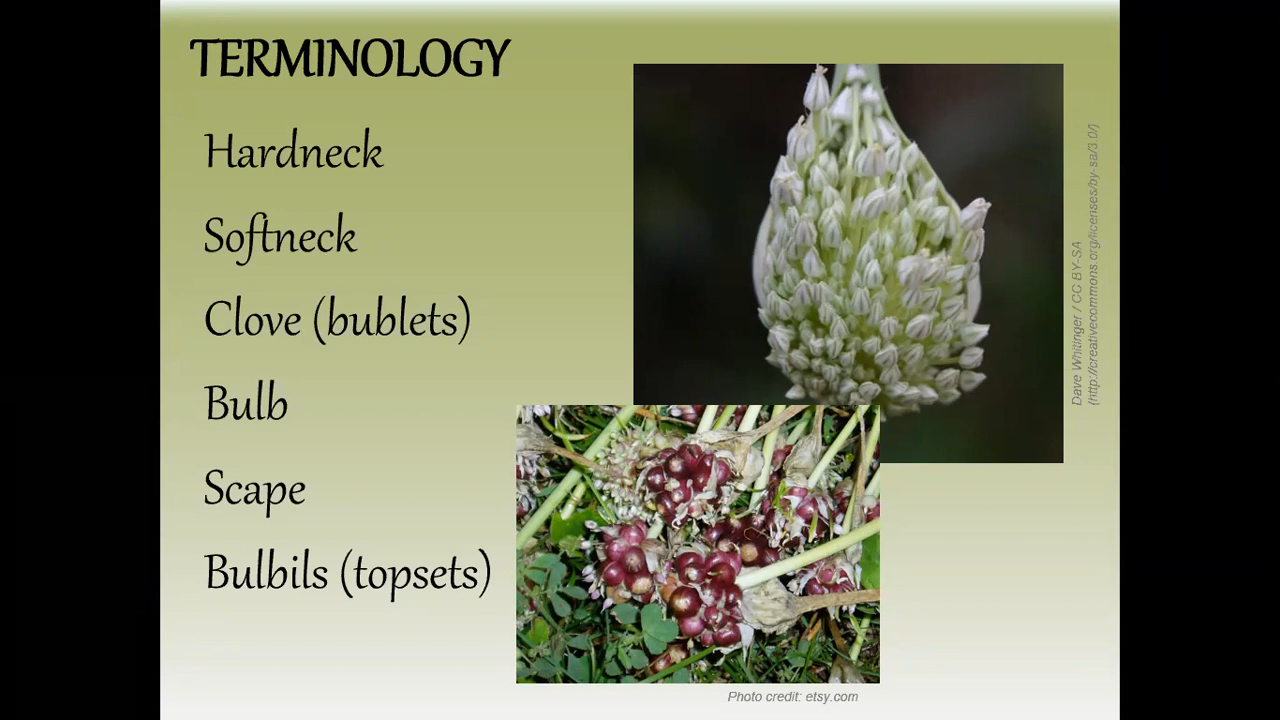 TERMINOLOGY
Hardneck
Softneck
Clove (bublets)
Bulb
Scape
Bulbils (topsets)
Dave Whitinger / CC BY-SA
(http://creativecommons.org/licenses/by-sa/3.0/)
Photo credit: etsy.com